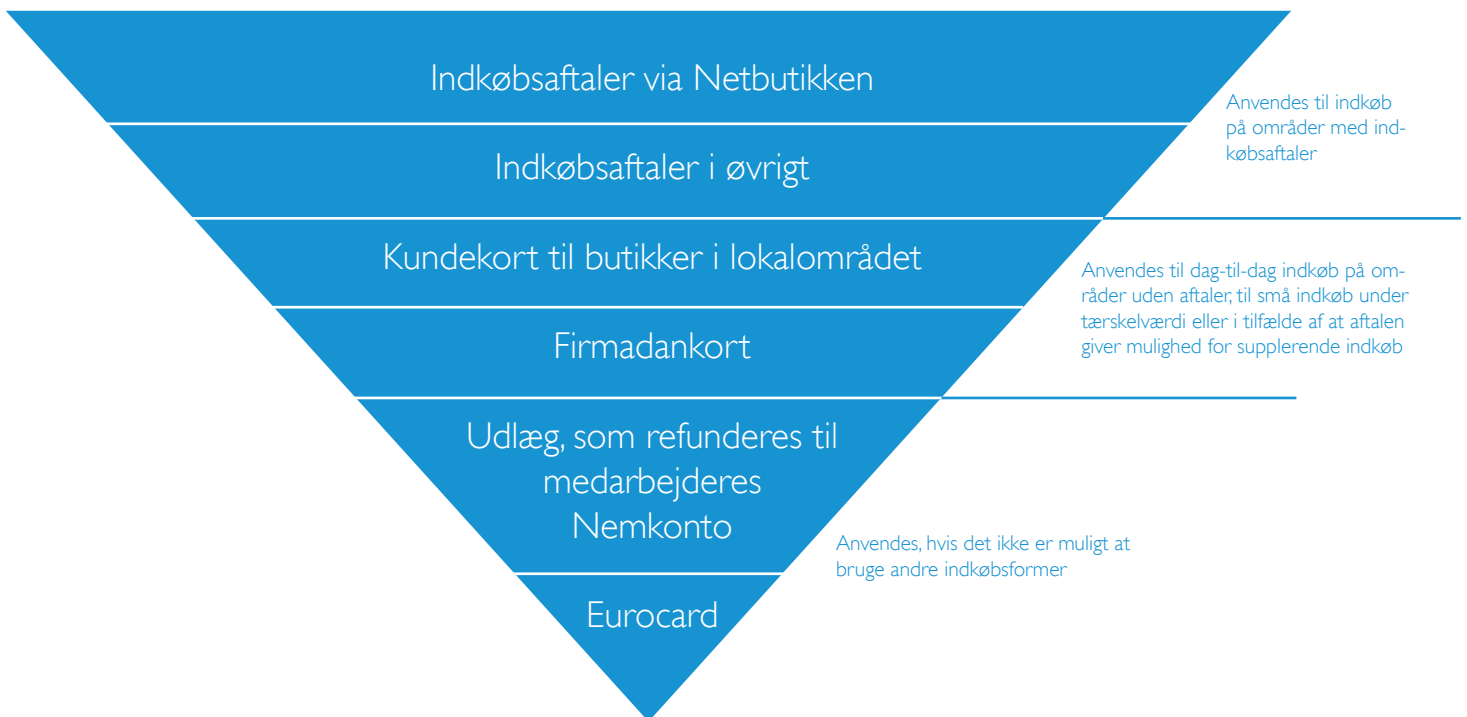 Indkøbsaftaler via Netbutikken
Anvendes til indkøb
på områder med ind-
købsaftaler
Indkøbsaftaler i øvrigt
Kundekort til butikker i lokalområdet
Anvendes til dag-til-dag indkøb på om-
råder uden aftaler, til små indkøb under
tærskelværdi eller i tilfælde af at aftalen
giver mulighed for supplerende indkøb
Firmadankort
Udlæg, som refunderes til
medarbejderes
Nemkonto
Anvendes, hvis det ikke er muligt at
bruge andre indkøbsformer
Eurocard